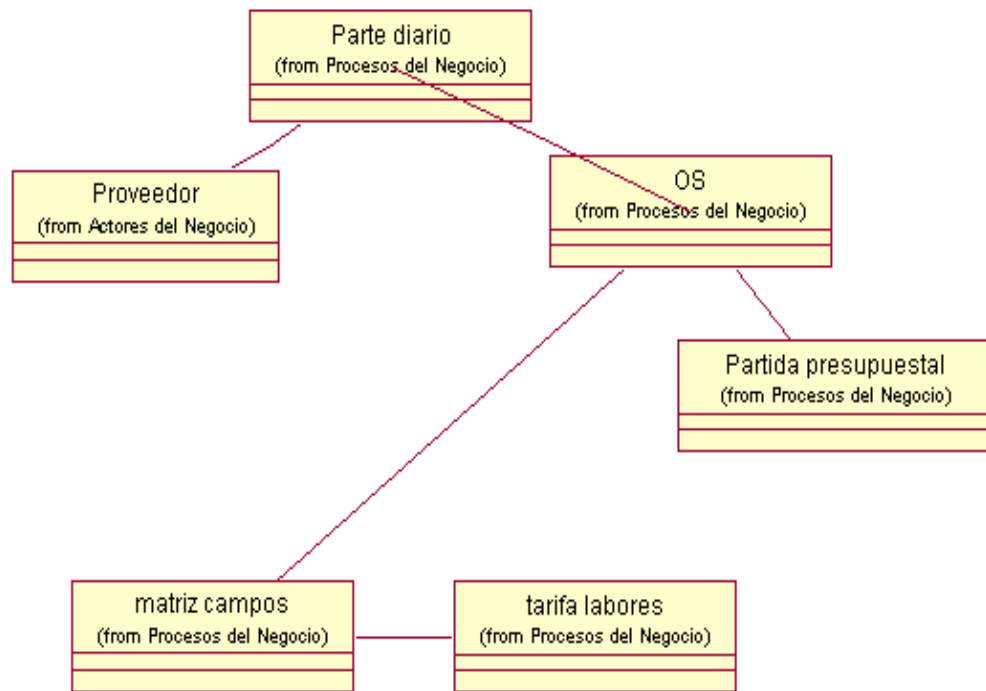 Parte diario
(from Procesos del Negocio)
Proveedor
(from Actores del Negocio)
OS
(from Procesos del Negocio)
Partida presupuestal
(from Procesos del Negocio)
matriz campos
(from Procesos del Negocio)
tarifa labores
(from Procesos del Negocio)